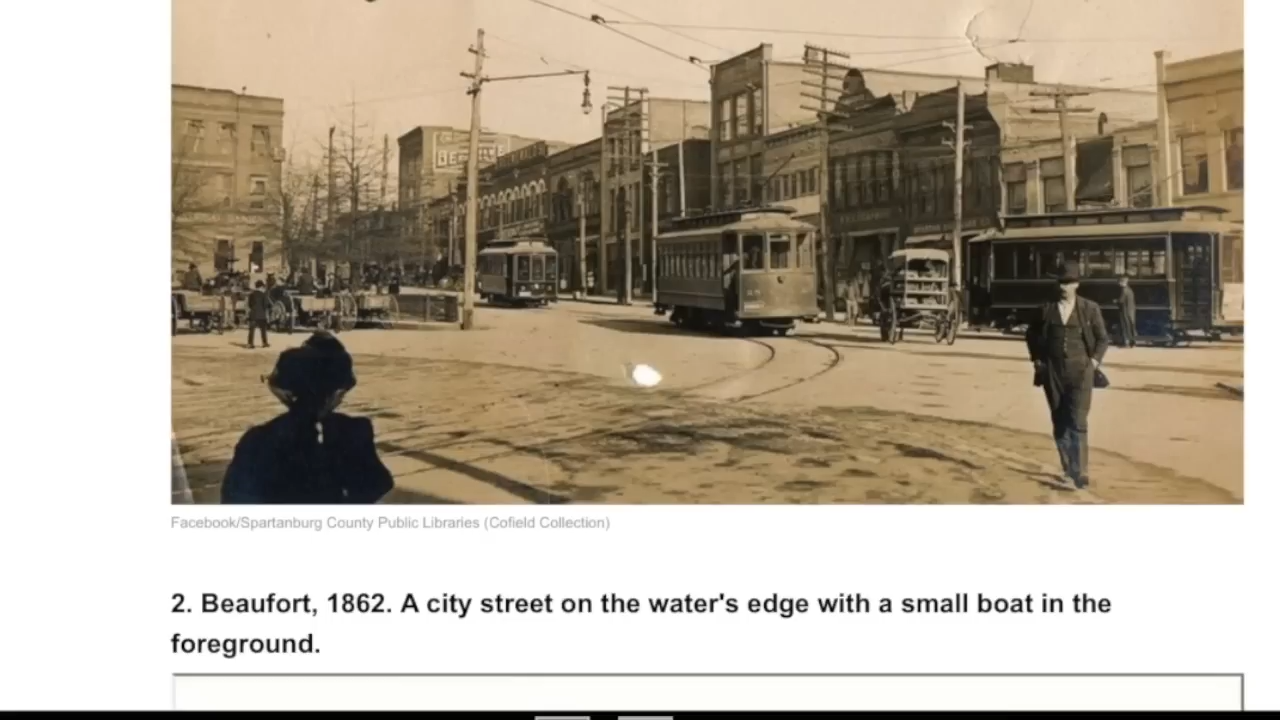 Facebook/Spartanburg County Public Libraries (Cofield Collection)
2. Beaufort, 1862. A city street on the water's edge with a small boat in the
foreground.